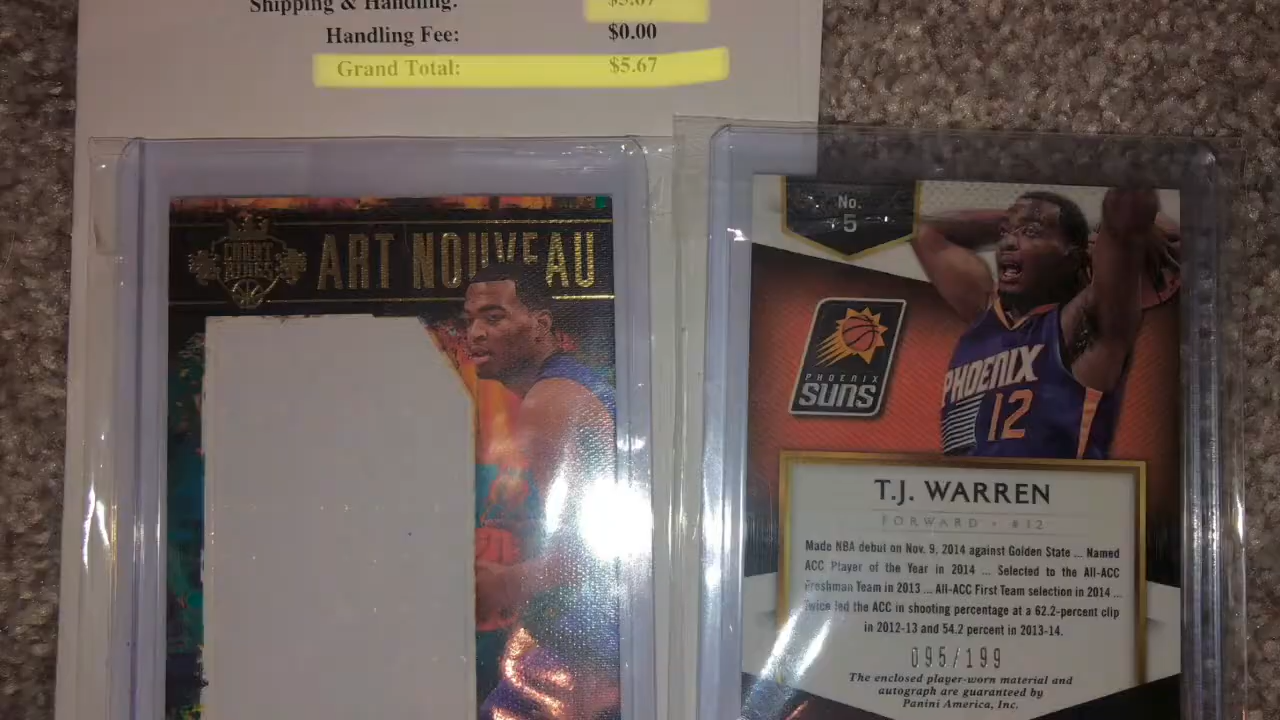 Shipping & Handling: $5.67
Handling Fee: $0.00
Grand Total: $5.67
COURT KINGS
ART NOUVEAU
No.
5
PHOENIX
SUNS
PHOENIX
12
T.J. WARREN
FORWARD • #12
Made NBA debut on Nov. 9, 2014 against Golden State ... Named
ACC Player of the Year in 2014 ... Selected to the All-ACC
Freshman Team in 2013 ... All-ACC First Team selection in 2014 ...
Twice led the ACC in shooting percentage at a 62.2-percent clip
in 2012-13 and 54.2 percent in 2013-14.
095/199
The enclosed player-worn material and
autograph are guaranteed by
Panini America, Inc.